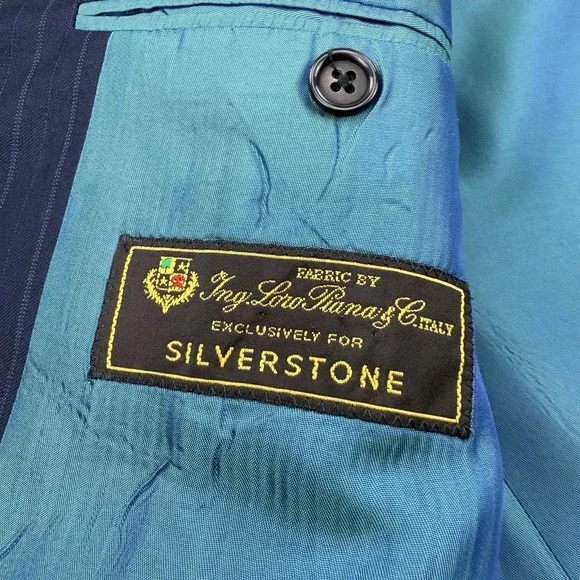 FABRIC BY
Ing. Loro Piana & C. ITALY
EXCLUSIVELY FOR
SILVERSTONE